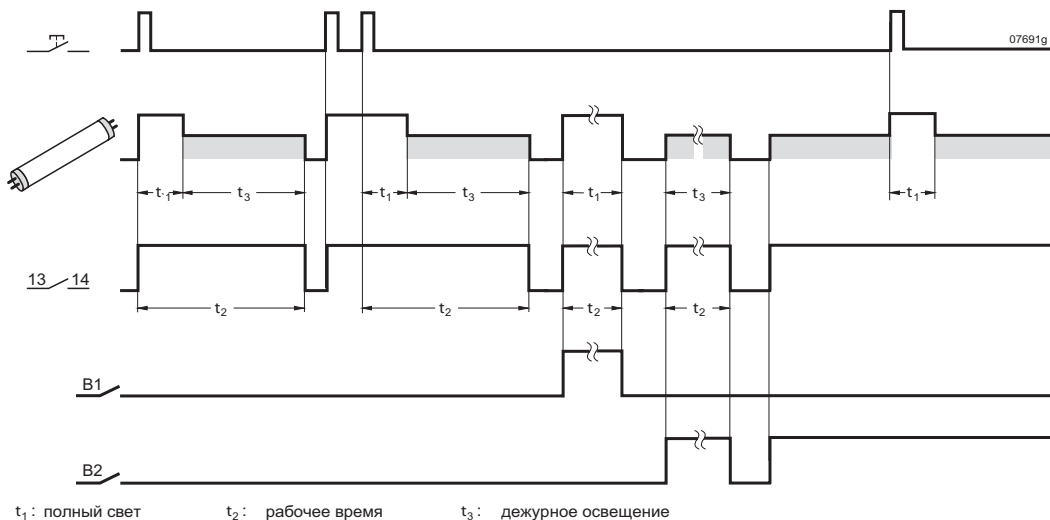 07691g
t₁ t₃ t₁ t₃ t₁ t₃ t₁
13 14
t₂ t₂ t₂ t₂
B1
B2
t₁: полный свет t₂: рабочее время t₃: дежурное освещение